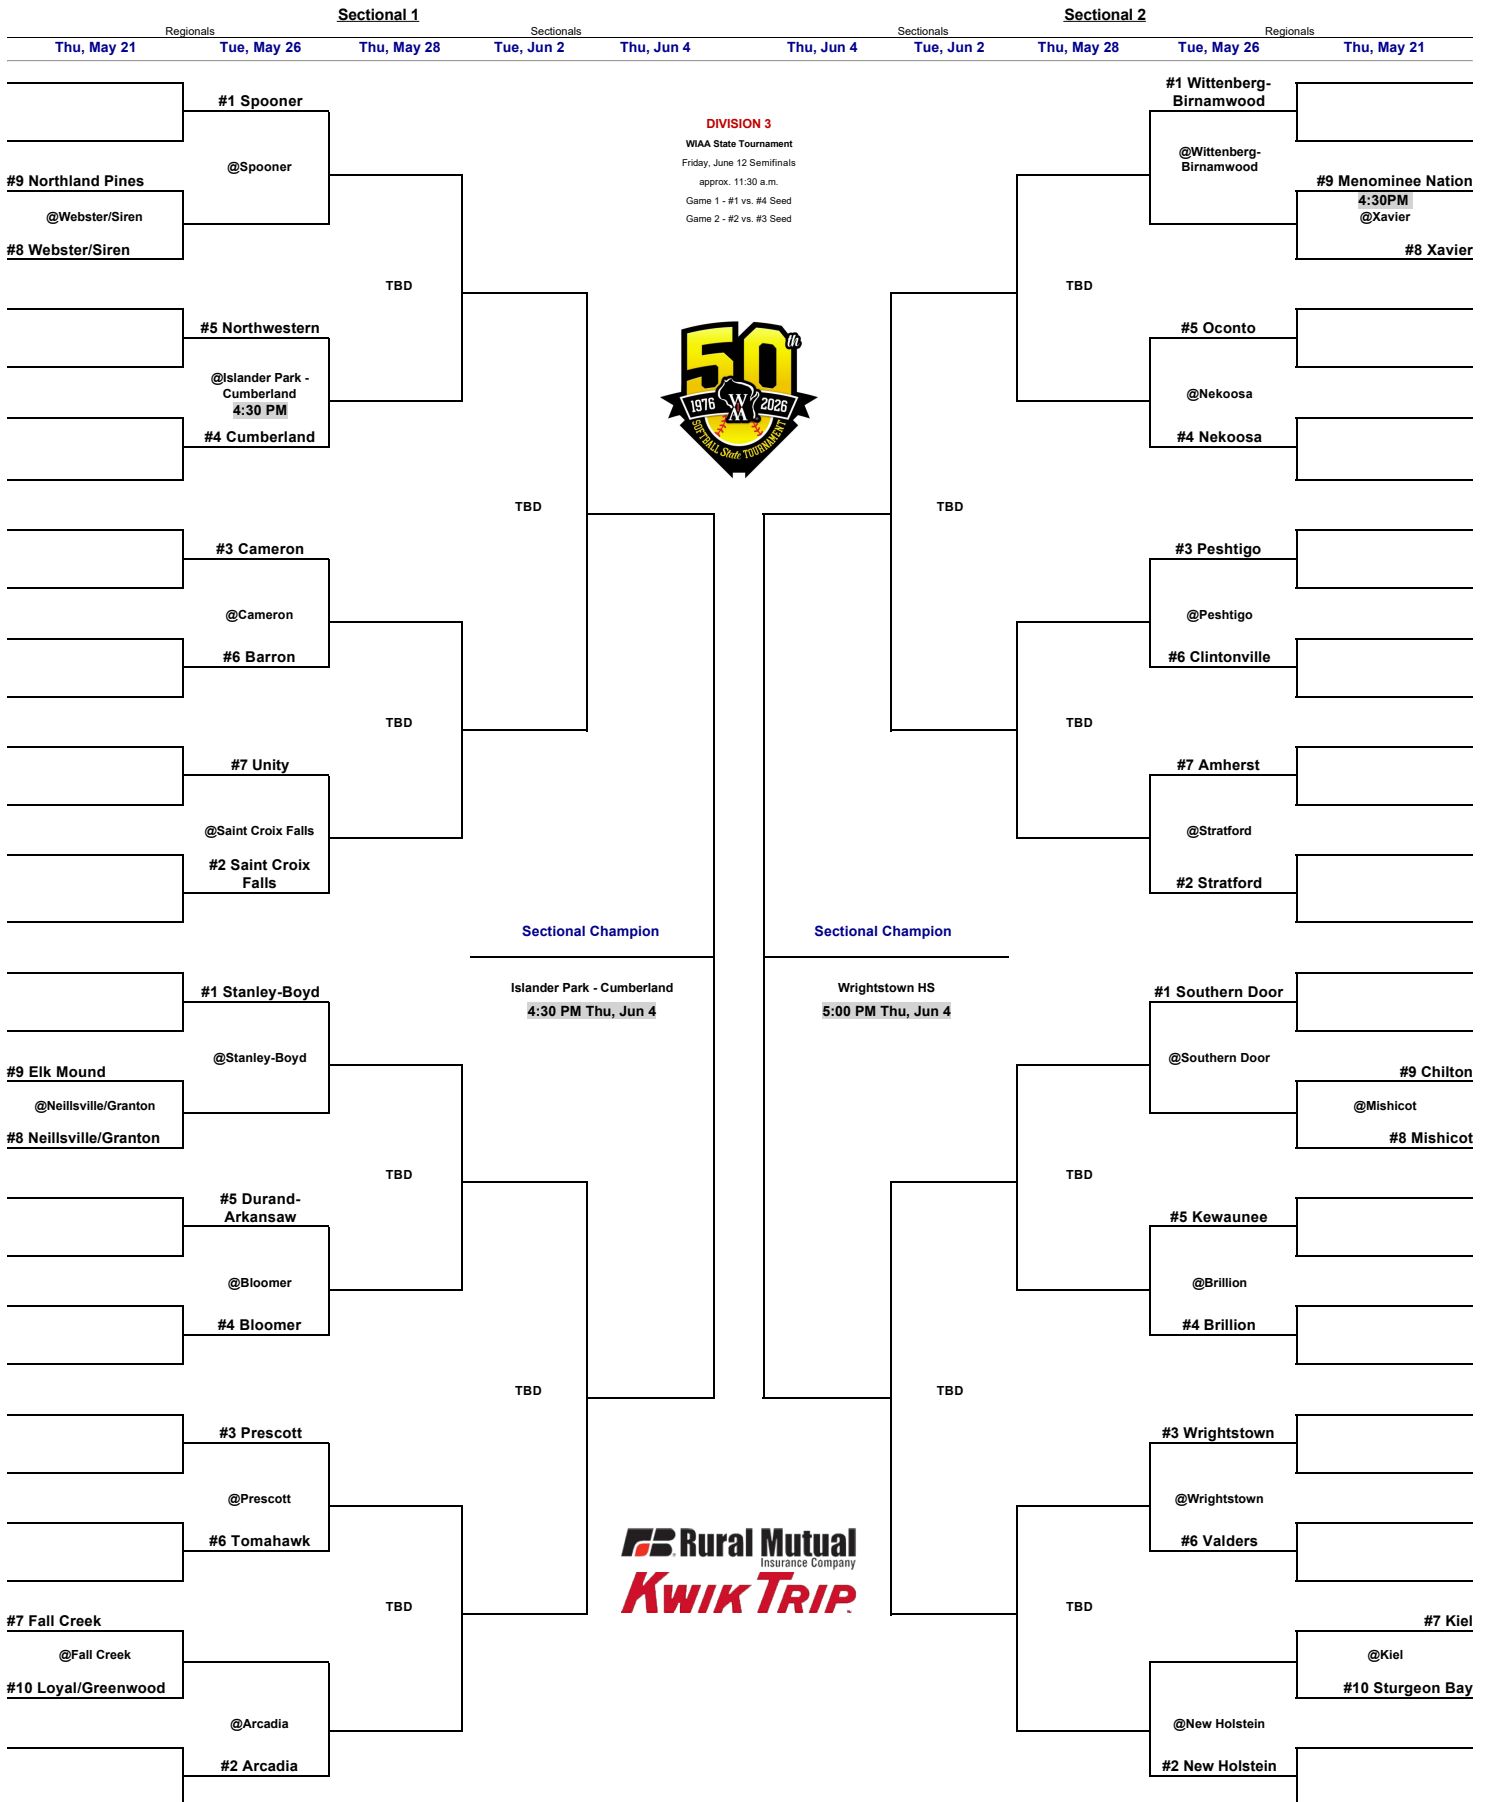 Sectional 1
Sectional 2
Regionals
Sectionals
Sectionals
Regionals
Thu, May 21
Tue, May 26
Thu, May 28
Tue, Jun 2
Thu, Jun 4
Thu, Jun 4
Tue, Jun 2
Thu, May 28
Tue, May 26
Thu, May 21
#1 Spooner
@Spooner
#9 Northland Pines
@Webster/Siren
#8 Webster/Siren
TBD
#5 Northwestern
@Islander Park -
Cumberland
4:30 PM
#4 Cumberland
TBD
#3 Cameron
@Cameron
#6 Barron
TBD
#7 Unity
@Saint Croix Falls
#2 Saint Croix
Falls
DIVISION 3
WIAA State Tournament
Friday, June 12 Semifinals
approx. 11:30 a.m.
Game 1 - #1 vs. #4 Seed
Game 2 - #2 vs. #3 Seed
50th
1976 WIAA 2026
SOFTBALL State TOURNAMENT
#1 Wittenberg-
Birnamwood
@Wittenberg-
Birnamwood
#9 Menominee Nation
4:30PM
@Xavier
#8 Xavier
TBD
#5 Oconto
@Nekoosa
#4 Nekoosa
TBD
#3 Peshtigo
@Peshtigo
#6 Clintonville
TBD
#7 Amherst
@Stratford
#2 Stratford
Sectional Champion
Islander Park - Cumberland
4:30 PM Thu, Jun 4
Sectional Champion
Wrightstown HS
5:00 PM Thu, Jun 4
#1 Stanley-Boyd
@Stanley-Boyd
#9 Elk Mound
@Neillsville/Granton
#8 Neillsville/Granton
TBD
#5 Durand-
Arkansaw
@Bloomer
#4 Bloomer
TBD
#3 Prescott
@Prescott
#6 Tomahawk
TBD
#7 Fall Creek
@Fall Creek
#10 Loyal/Greenwood
@Arcadia
#2 Arcadia
#1 Southern Door
@Southern Door
#9 Chilton
@Mishicot
#8 Mishicot
TBD
#5 Kewaunee
@Brillion
#4 Brillion
TBD
#3 Wrightstown
@Wrightstown
#6 Valders
TBD
#7 Kiel
@Kiel
#10 Sturgeon Bay
@New Holstein
#2 New Holstein
Rural Mutual
Insurance Company
KWIK TRIP